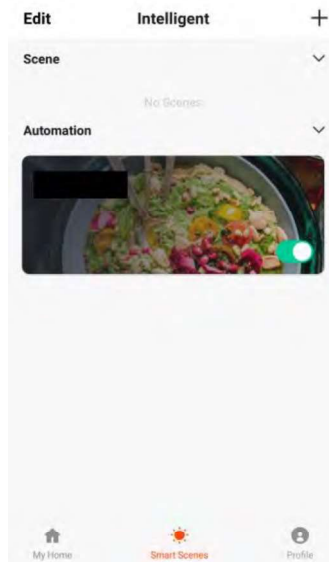 Edit Intelligent +
Scene
No Scenes
Automation
My Home Smart Scenes Profile